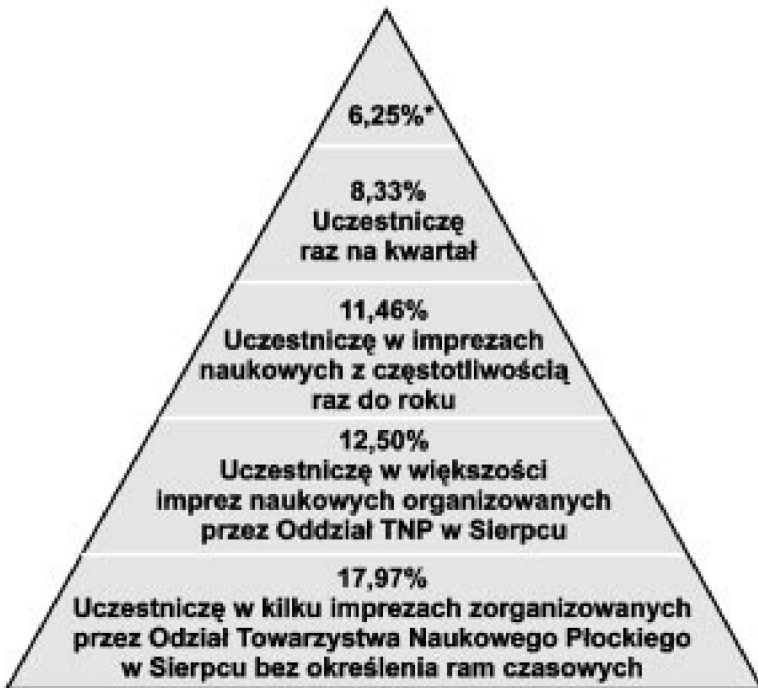 6,25%*
8,33%
Uczestniczę
raz na kwartał
11,46%
Uczestniczę w imprezach
naukowych z częstotliwością
raz do roku
12,50%
Uczestniczę w większości
imprez naukowych organizowanych
przez Oddział TNP w Sierpcu
17,97%
Uczestniczę w kilku imprezach zorganizowanych
przez Odział Towarzystwa Naukowego Płockiego
w Sierpcu bez określenia ram czasowych